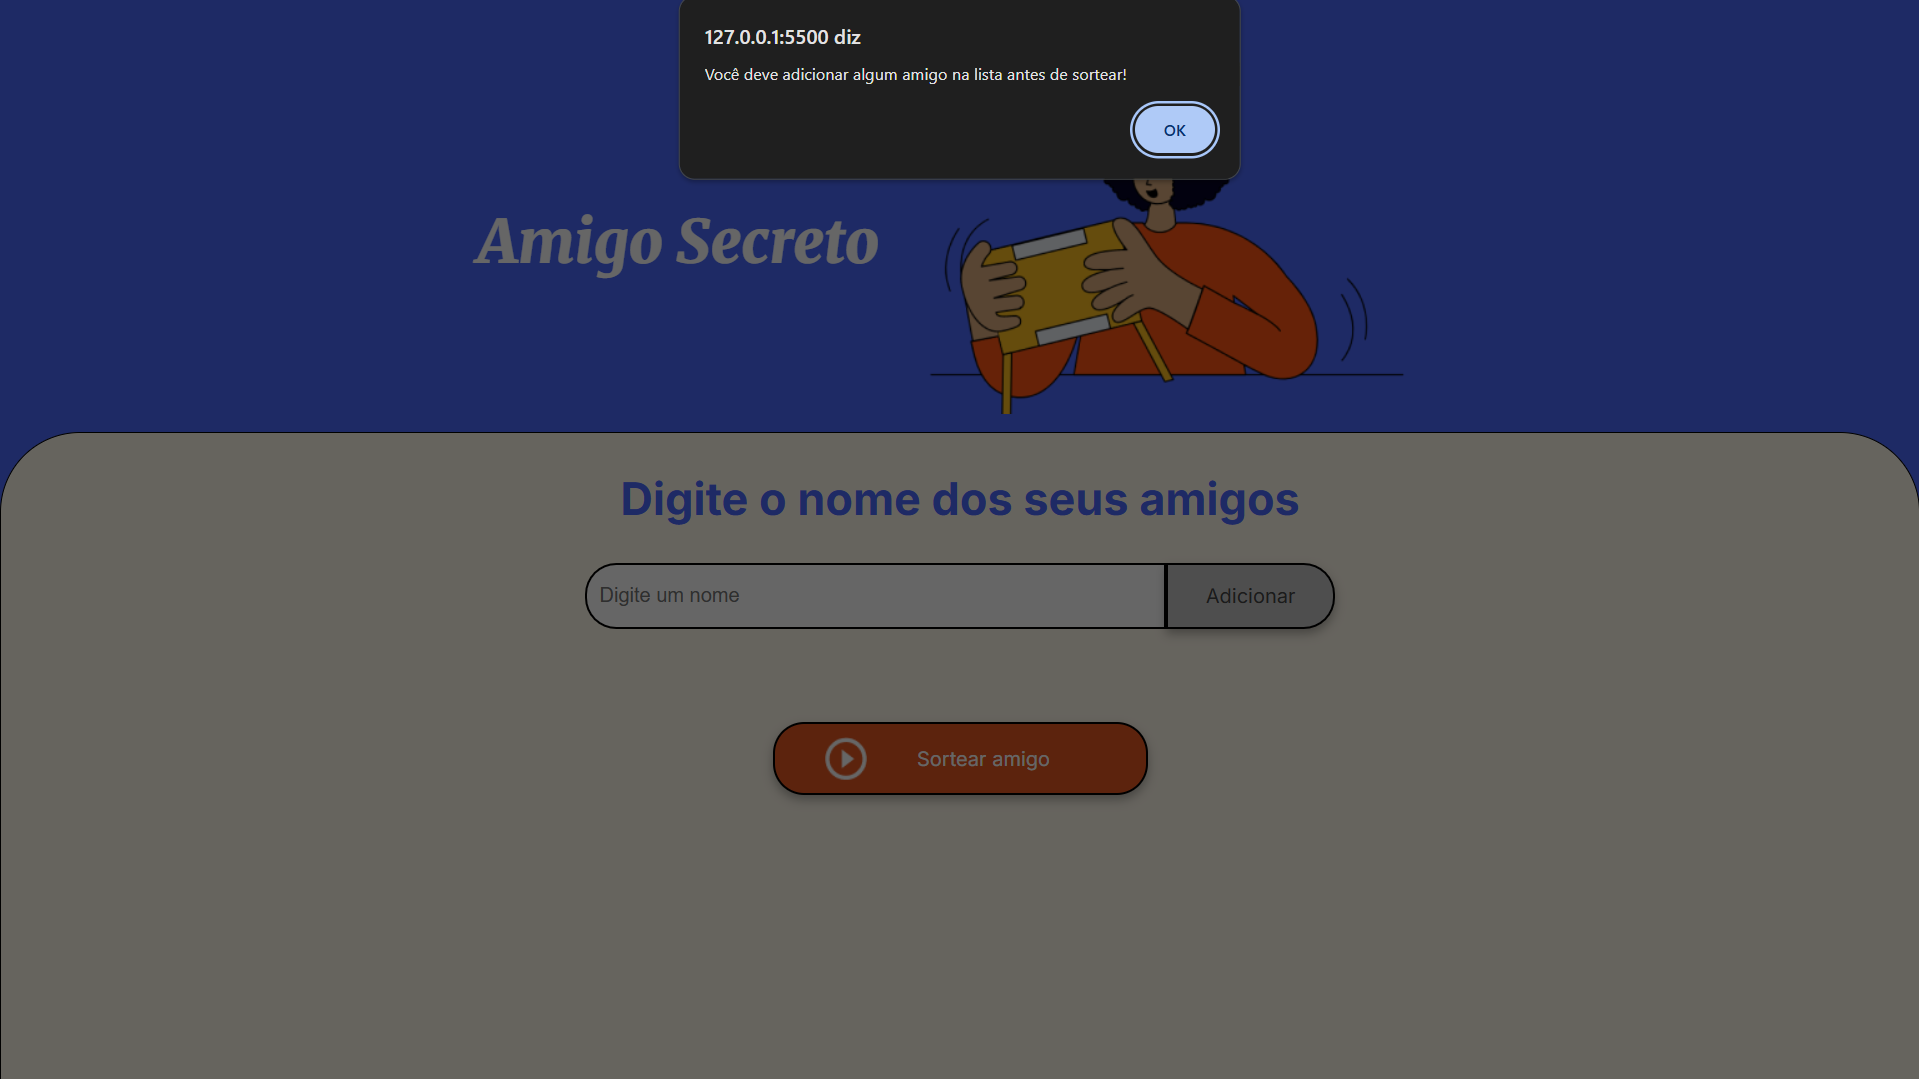 127.0.0.1:5500 diz
Você deve adicionar algum amigo na lista antes de sortear!
OK
Amigo Secreto
Digite o nome dos seus amigos
Digite um nome
Adicionar
Sortear amigo